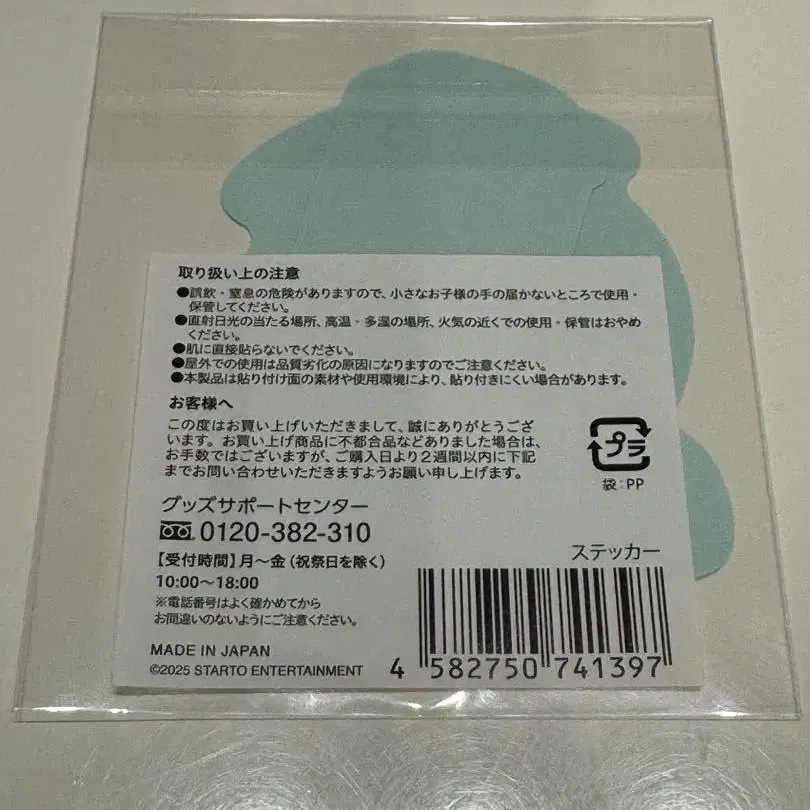 取り扱い上の注意
●誤飲・窒息の危険がありますので、小さなお子様の手の届かないところで使用・
保管してください。
●直射日光の当たる場所、高温・多湿の場所、火気の近くでの使用・保管はおやめ
ください。
●肌に直接貼らないでください。
●屋外での使用は品質劣化の原因になりますのでご注意ください。
●本製品は貼り付け面の素材や使用環境により、貼り付きにくい場合があります。
お客様へ
この度はお買い上げいただきまして、誠にありがとうござ
います。お買い上げ商品に不都合品などありました場合は、
お手数ではございますが、ご購入日より2週間以内に下記
までお問い合わせいただきますようお願い申し上げます。
プラ
袋:PP
グッズサポートセンター
0120-382-310
【受付時間】月〜金(祝祭日を除く)
10:00〜18:00
※電話番号はよく確かめてから
お間違いのないようにご注意ください。
MADE IN JAPAN
©2025 STARTO ENTERTAINMENT
ステッカー
4 582750 741397